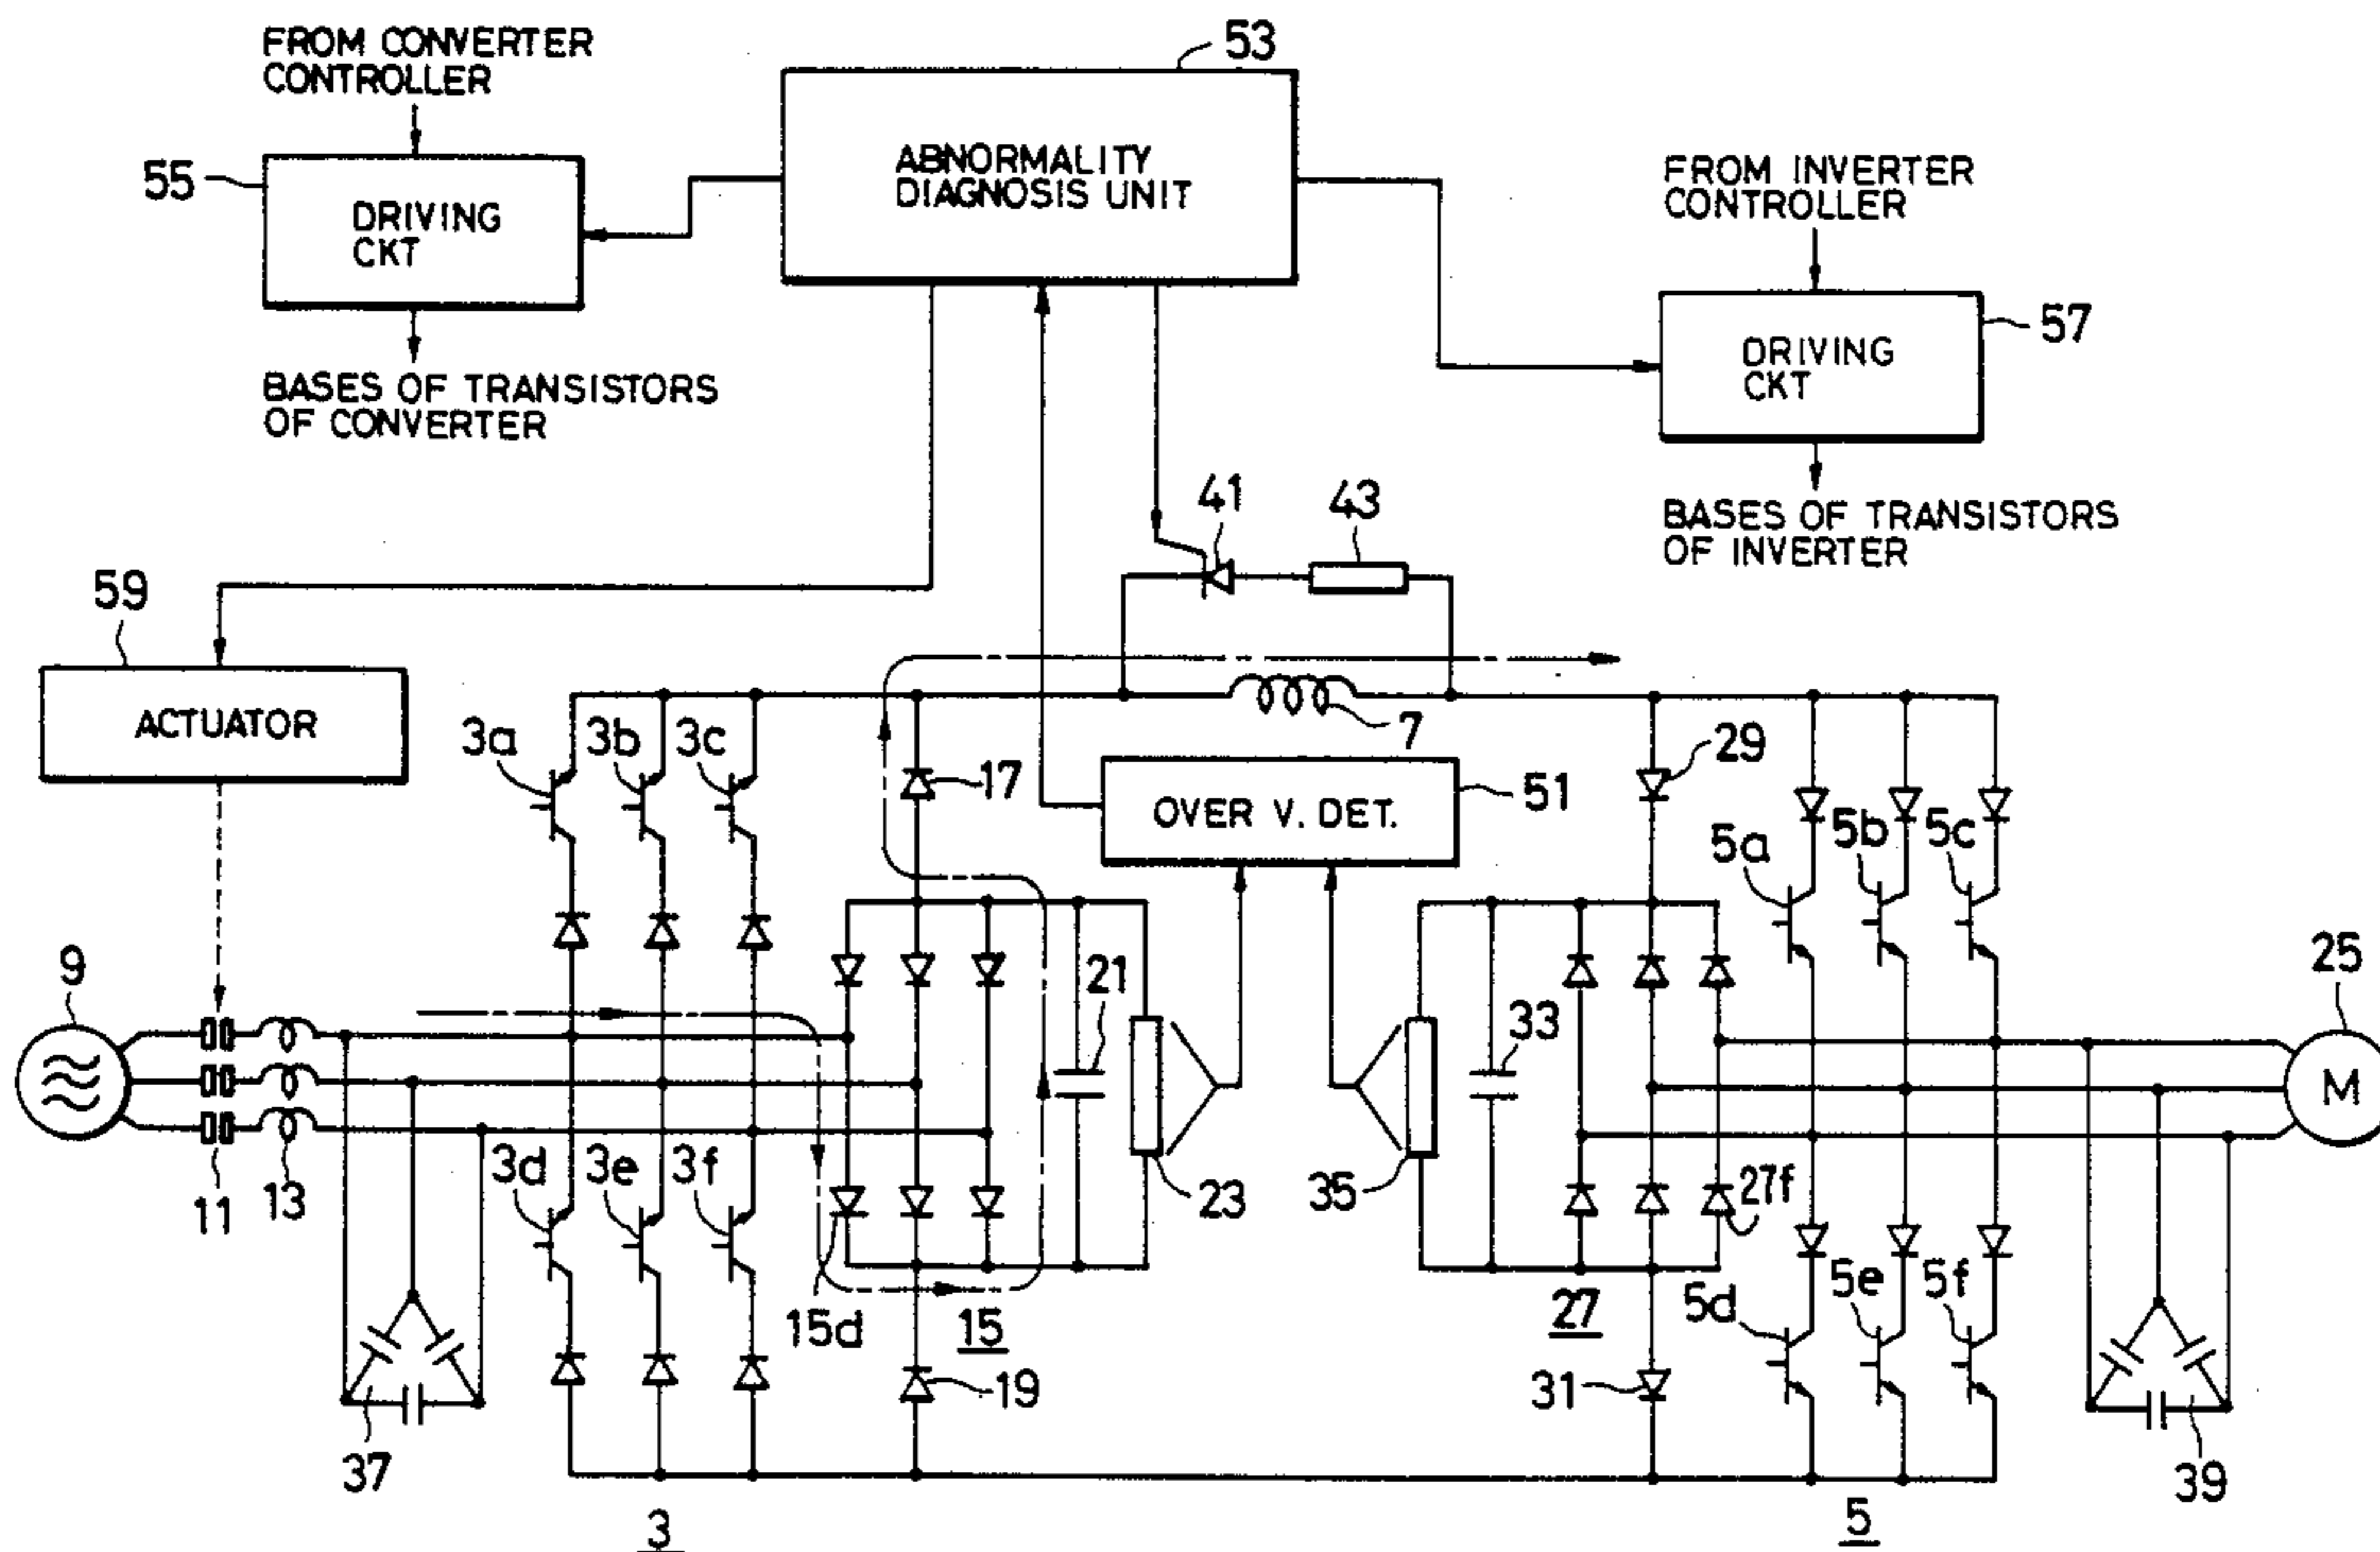 FROM CONVERTER
CONTROLLER
53
ABNORMALITY
DIAGNOSIS UNIT
55
DRIVING
CKT
FROM INVERTER
CONTROLLER
57
DRIVING
CKT
BASES OF TRANSISTORS
OF CONVERTER
41
43
BASES OF TRANSISTORS
OF INVERTER
59
ACTUATOR
3a
3b
3c
7
17
29
OVER V. DET.
51
5a
5b
5c
9
21
33
25
M
11
13
3d
3e
3f
23
35
27f
15d
15
27
5d
5e
5f
19
31
37
39
3
5